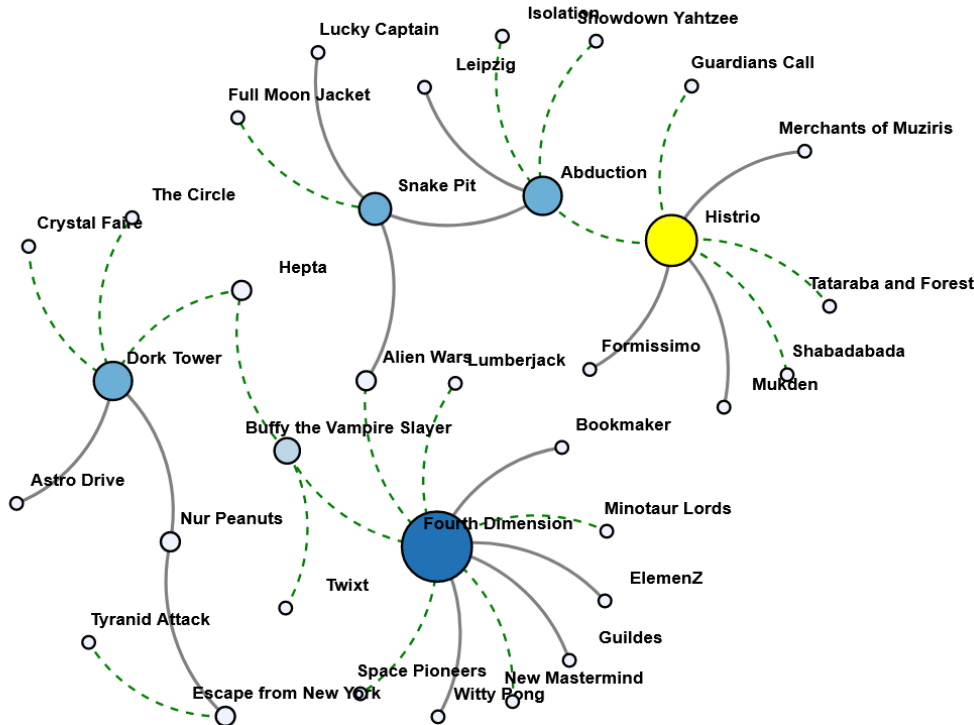 Isolation
Showdown Yahtzee
Lucky Captain
Leipzig
Guardians Call
Full Moon Jacket
Merchants of Muziris
Abduction
Snake Pit
The Circle
Crystal Faire
Histrio
Hepta
Tataraba and Forest
Formissimo
Shabadabada
Dork Tower
Alien Wars
Lumberjack
Mukden
Buffy the Vampire Slayer
Bookmaker
Astro Drive
Minotaur Lords
Nur Peanuts
Fourth Dimension
ElemenZ
Twixt
Tyranid Attack
Guildes
Space Pioneers
New Mastermind
Escape from New York
Witty Pong